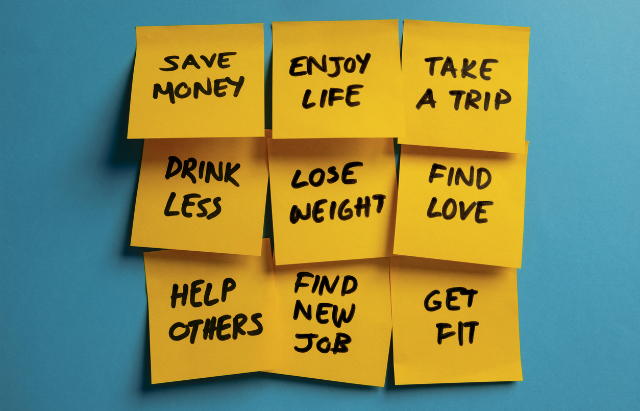 SAVE
MONEY
ENJOY
LIFE
TAKE
A TRIP
DRINK
LESS
LOSE
WEIGHT
FIND
LOVE
HELP
OTHERS
FIND
NEW
JOB
GET
FIT